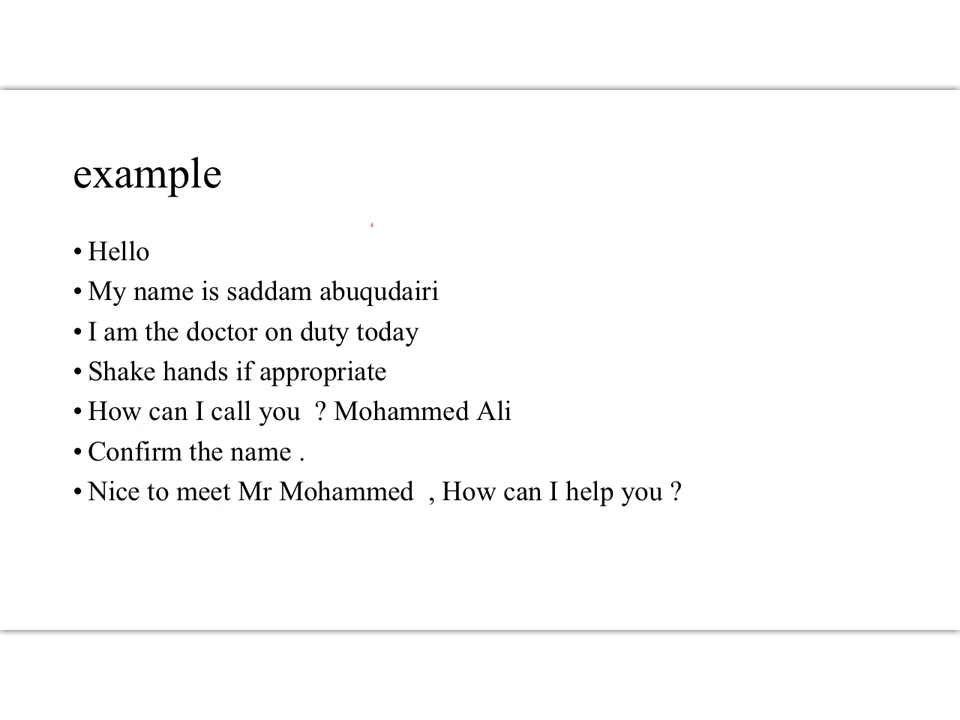 example
• Hello
• My name is saddam abuqudairi
• I am the doctor on duty today
• Shake hands if appropriate
• How can I call you  ? Mohammed Ali
• Confirm the name .
• Nice to meet Mr Mohammed  , How can I help you ?